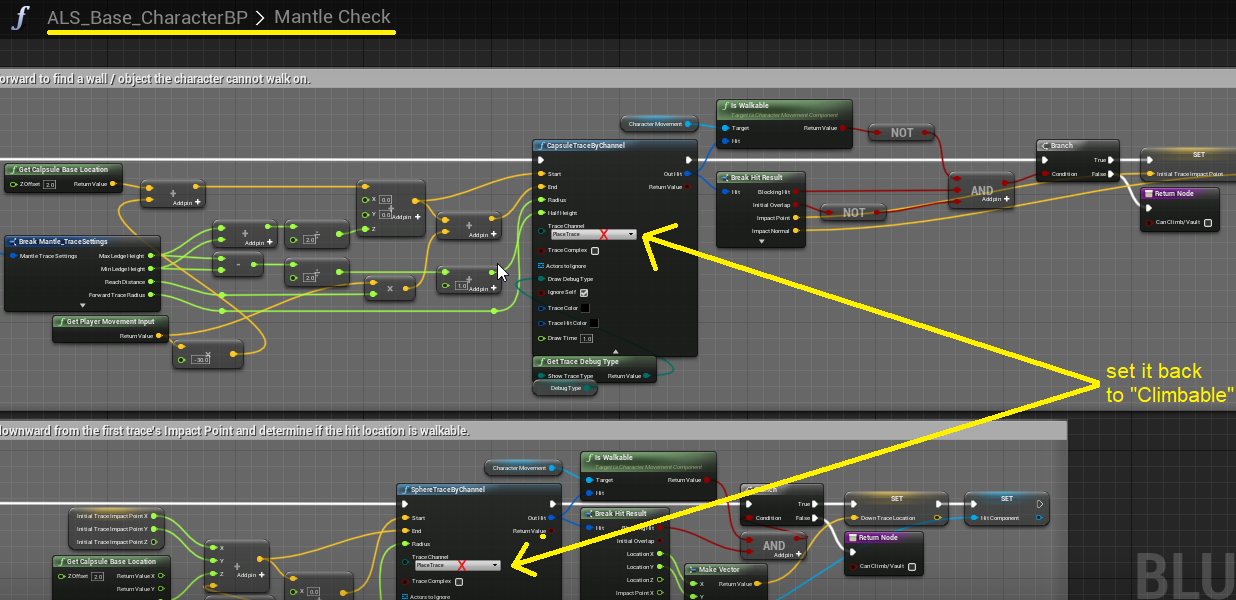 f ALS_Base_CharacterBP > Mantle Check
orward to find a wall / object the character cannot walk on.
Is Walkable
Target is Character Movement Component
Character Movement
Target
Return Value
NOT
Hit
CapsuleTraceByChannel
Branch
SET
True
Start
Out Hit
Condition
False
Initial Trace Impact Point
End
Return Value
Get Calpsule Base Location
ZOffset 2.0
Return Value
+
Add pin +
X 0.0
Y 0.0
Z
Add pin +
Radius
Half Height
Break Hit Result
Hit
Blocking Hit
Initial Overlap
Impact Point
Impact Normal
NOT
AND
Add pin +
Return Node
Can Climb/Vault
+
Add pin +
+
Add pin +
2.0
Trace Channel
PlaceTrace
Break Mantle_TraceSettings
Mantle Trace Settings
Max Ledge Height
Min Ledge Height
Reach Distance
Forward Trace Radius
-
2.0
×
+
1.0
Add pin +
Trace Complex
Actors to Ignore
Draw Debug Type
Ignore Self
Trace Color
Trace Hit Color
Draw Time 1.0
Get Player Movement Input
Return Value
-30.0
Get Trace Debug Type
Show Trace Type
Return Value
Debug Type
set it back
to "Climbable"
downward from the first trace's Impact Point and determine if the hit location is walkable.
Is Walkable
Target is Character Movement Component
Character Movement
Target
Return Value
Hit
SphereTraceByChannel
Branch
SET
SET
True
Start
Out Hit
Condition
False
Down Trace Location
Hit Component
End
Return Value
Initial Trace Impact Point X
Initial Trace Impact Point Y
Initial Trace Impact Point Z
Break Hit Result
Hit
Initial Overlap
Location X
Location Y
Location Z
Impact Point X
AND
Add pin +
Return Node
Can Climb/Vault
Radius
Trace Channel
PlaceTrace
Trace Complex
Actors to Ignore
Get Calpsule Base Location
ZOffset 2.0
Return Value X
Return Value Y
X
Y
Z
+
Add pin +
X 0.0
Make Vector
X
Return Value
Y
BLU